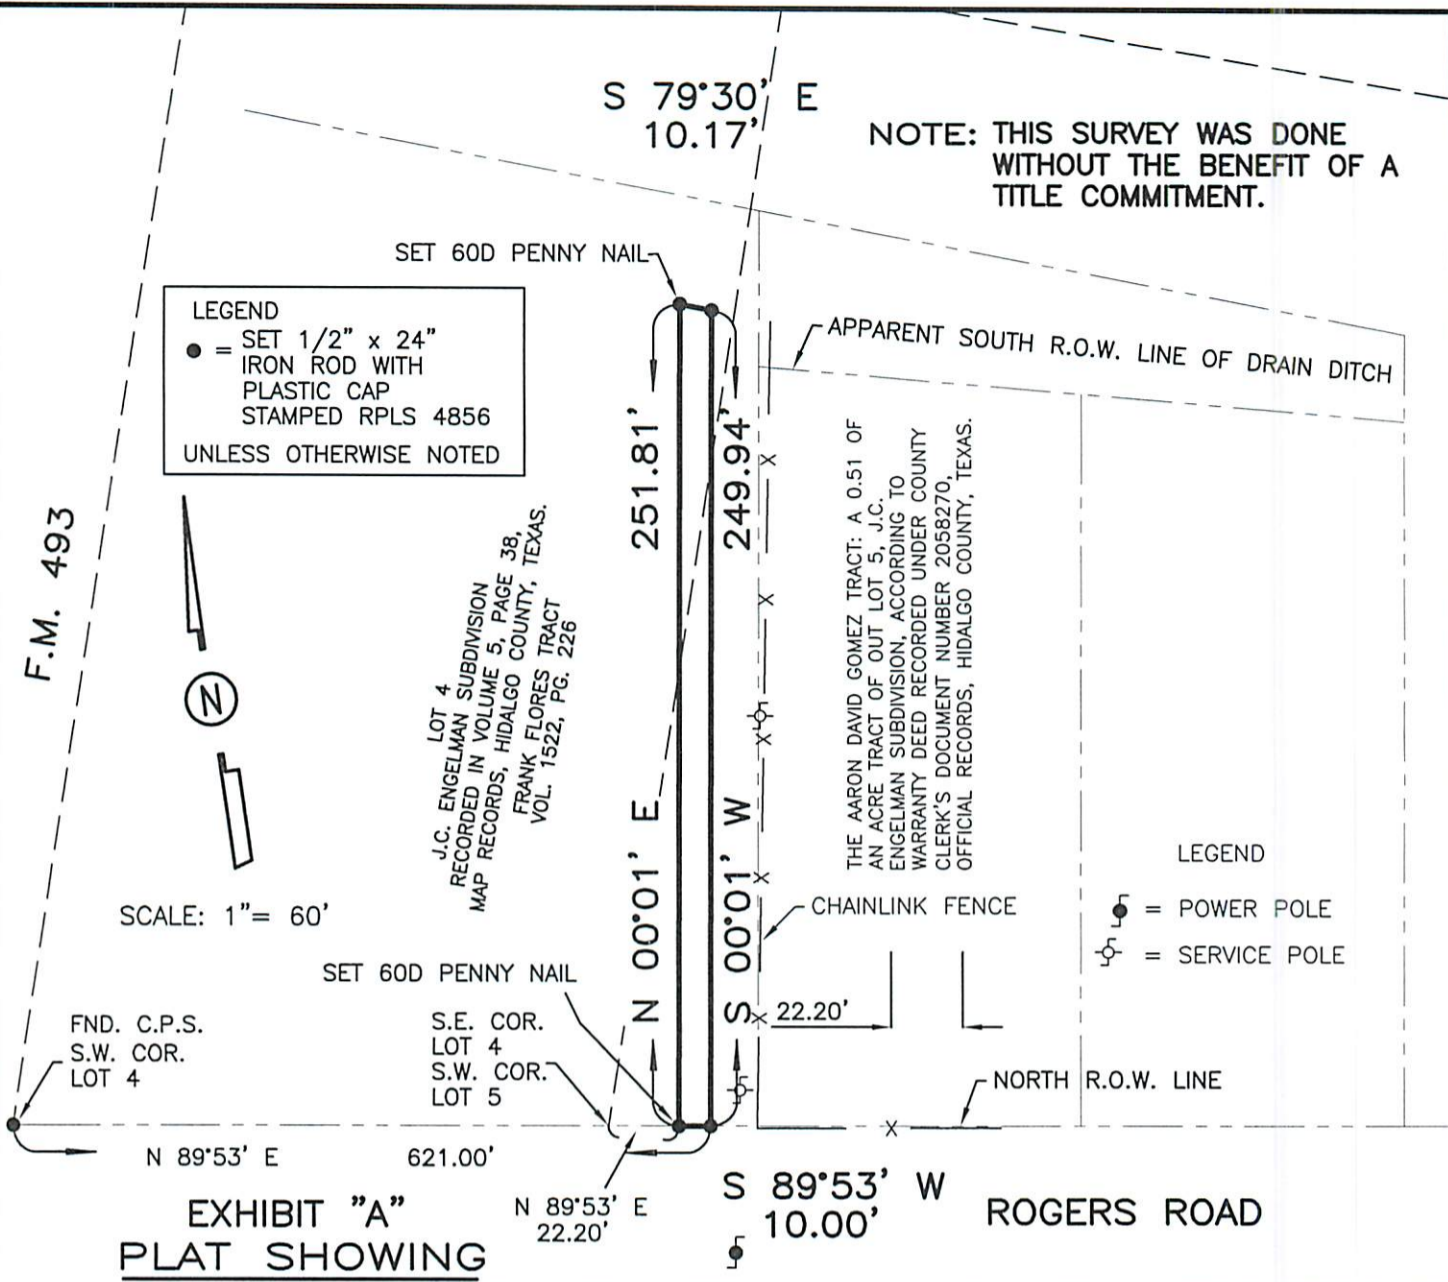 S 79°30' E
10.17'
NOTE: THIS SURVEY WAS DONE
WITHOUT THE BENEFIT OF A
TITLE COMMITMENT.
SET 60D PENNY NAIL
LEGEND
● = SET 1/2" x 24"
IRON ROD WITH
PLASTIC CAP
STAMPED RPLS 4856
UNLESS OTHERWISE NOTED
APPARENT SOUTH R.O.W. LINE OF DRAIN DITCH
251.81'
249.94'
F.M. 493
N
LOT 4
J.C. ENGELMAN SUBDIVISION
RECORDED IN VOLUME 5, PAGE 38,
MAP RECORDS, HIDALGO COUNTY, TEXAS.
FRANK FLORES TRACT
VOL. 1522, PG. 226
THE AARON DAVID GOMEZ TRACT: A 0.51 OF
AN ACRE TRACT OF OUT LOT 5, J.C.
ENGELMAN SUBDIVISION, ACCORDING TO
WARRANTY DEED RECORDED UNDER COUNTY
CLERK'S DOCUMENT NUMBER 2058270,
OFFICIAL RECORDS, HIDALGO COUNTY, TEXAS.
N 00°01' E
S 00°01' W
SCALE: 1"= 60'
LEGEND
= POWER POLE
= SERVICE POLE
CHAINLINK FENCE
SET 60D PENNY NAIL
22.20'
FND. C.P.S.
S.W. COR.
LOT 4
S.E. COR.
LOT 4
S.W. COR.
LOT 5
NORTH R.O.W. LINE
N 89°53' E 621.00'
N 89°53' E
22.20'
S 89°53' W
10.00'
ROGERS ROAD
EXHIBIT "A"
PLAT SHOWING